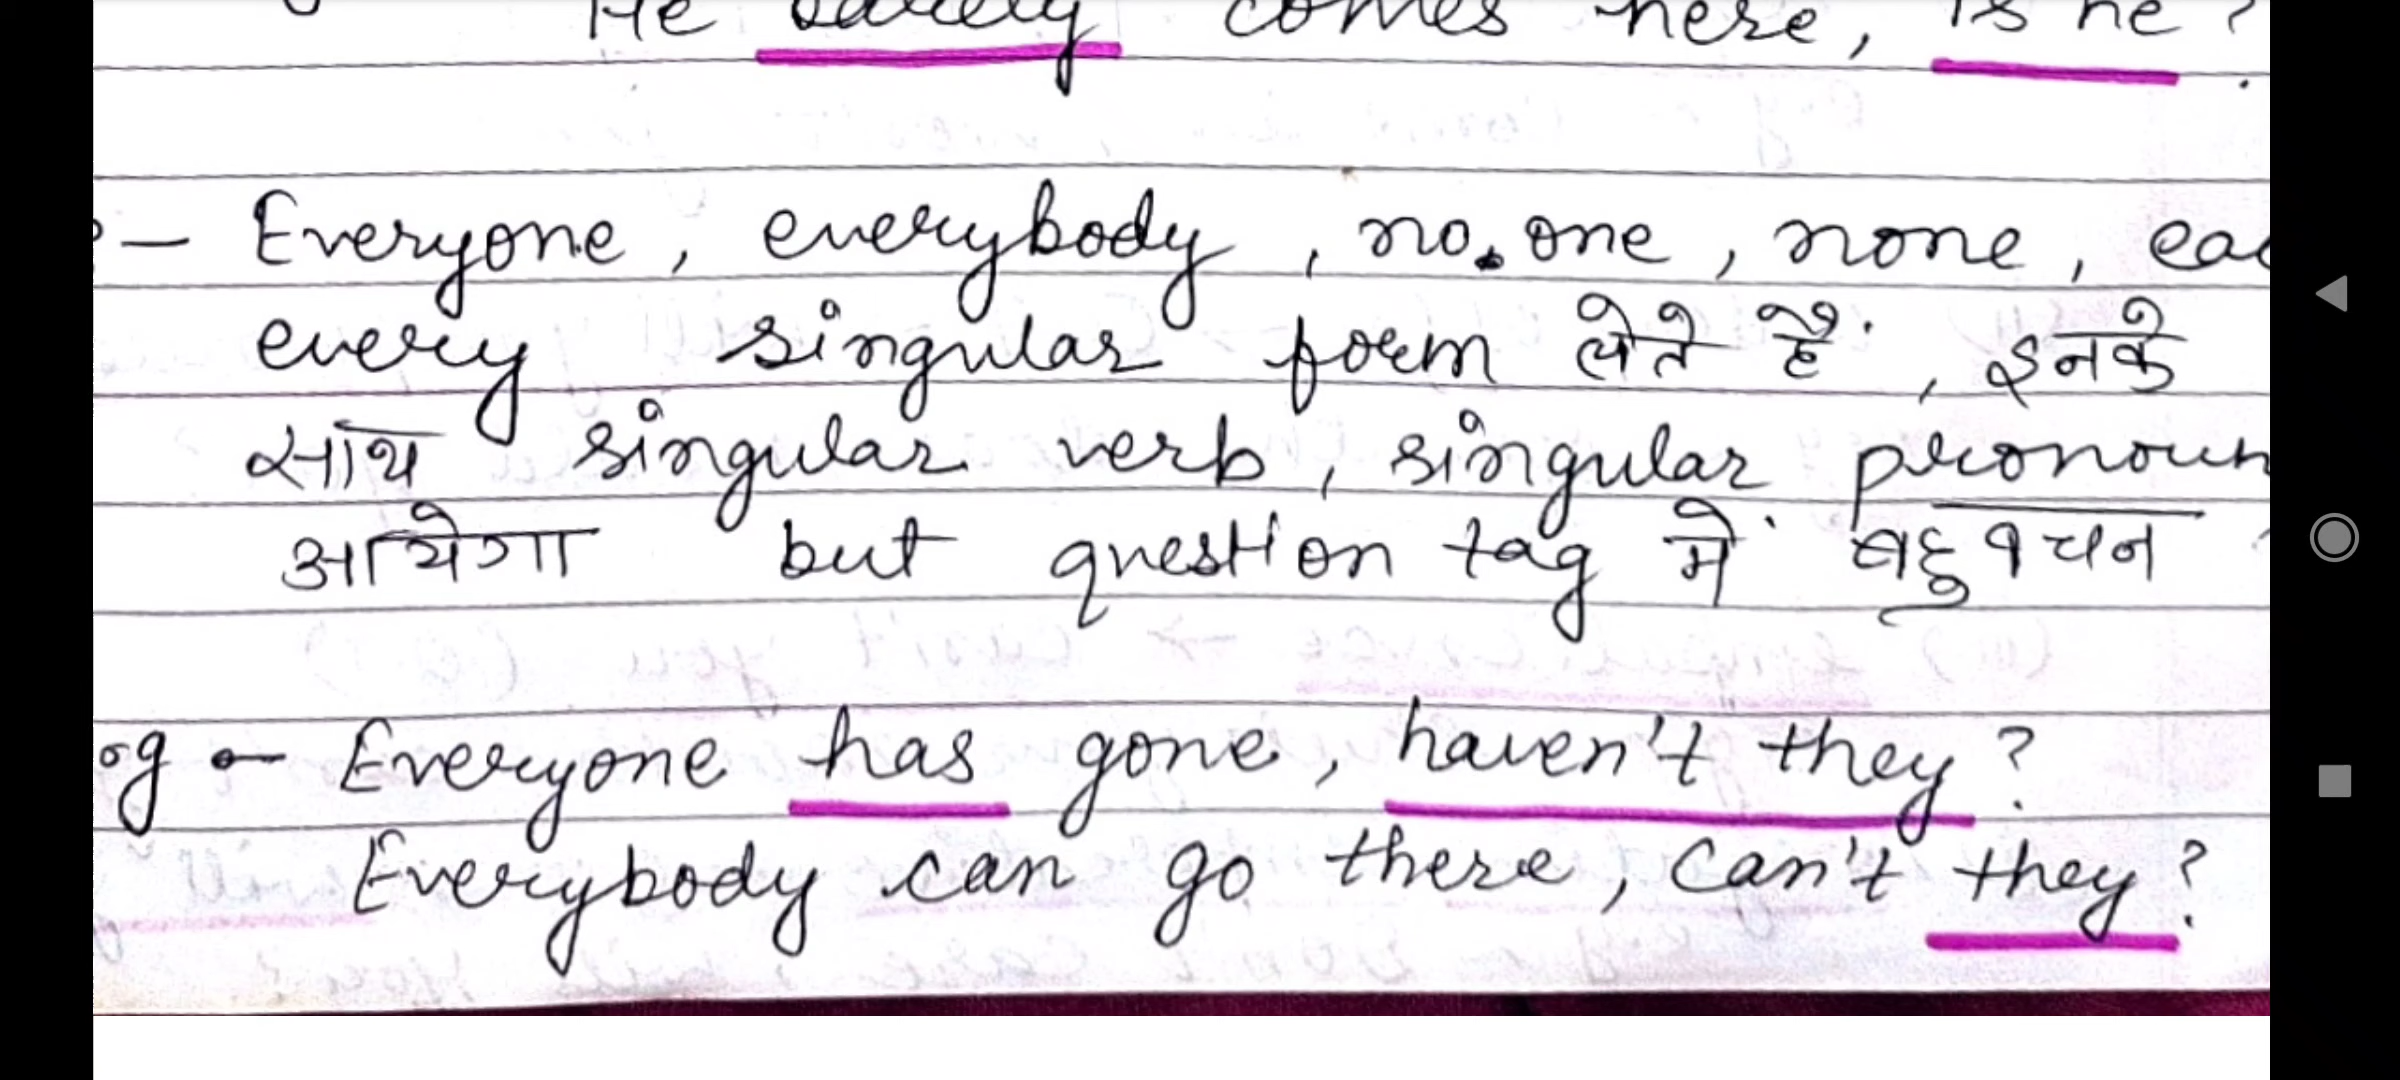 He comes here, is he?
- Everyone, everybody, no one, none,
every singular form लेते हैं, इनके
साथ singular verb, singular pronoun
आयेगा but question tag में बहुवचन
eg - Everyone has gone, haven't they?
Everybody can go there, can't they?